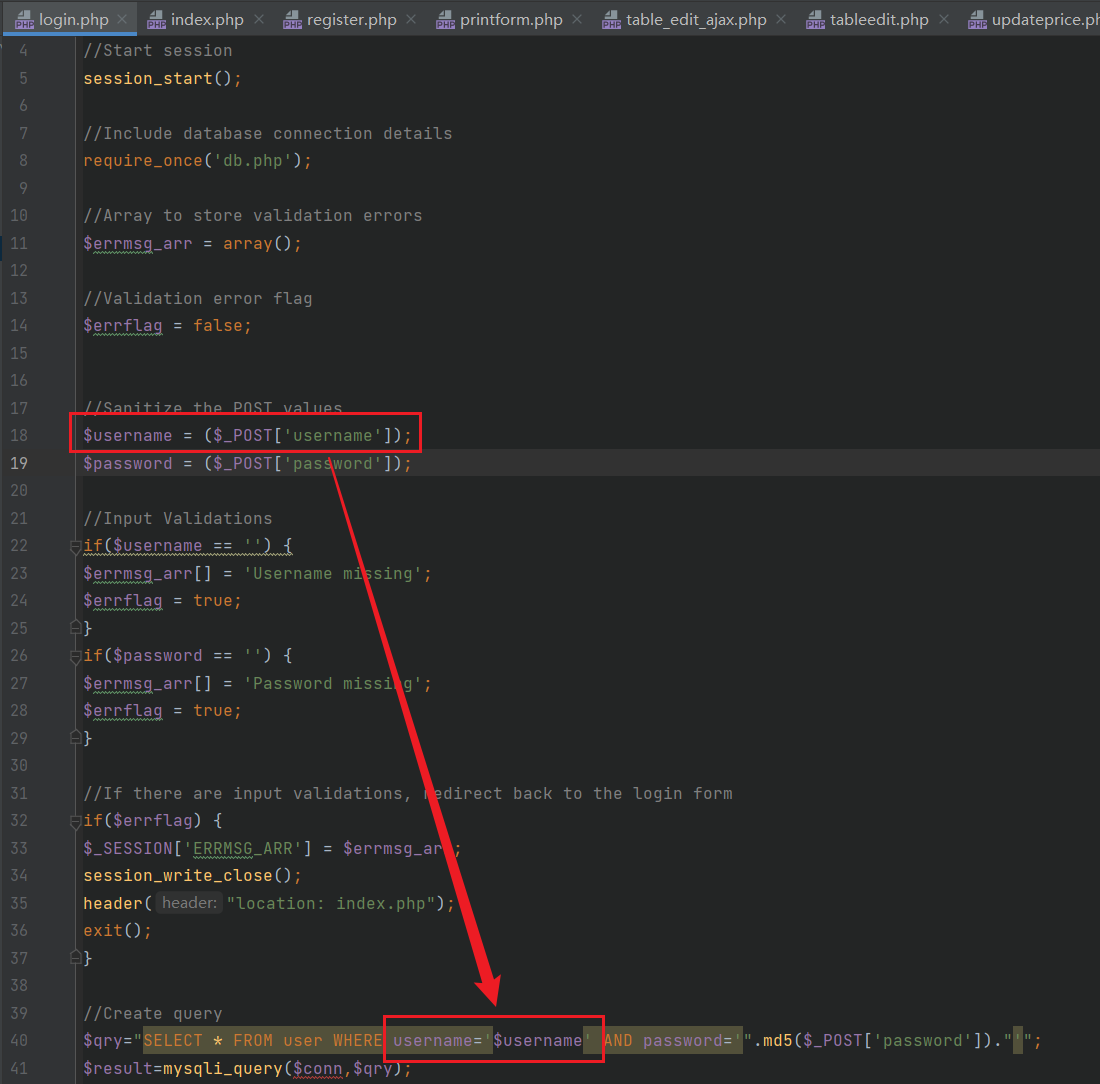 login.php index.php register.php printform.php table_edit_ajax.php tableedit.php updateprice.ph
4 //Start session
5 session_start();
6
7 //Include database connection details
8 require_once('db.php');
9
10 //Array to store validation errors
11 $errmsg_arr = array();
12
13 //Validation error flag
14 $errflag = false;
15
16
17 //Sanitize the POST values
18 $username = ($_POST['username']);
19 $password = ($_POST['password']);
20
21 //Input Validations
22 if($username == '') {
23 $errmsg_arr[] = 'Username missing';
24 $errflag = true;
25 }
26 if($password == '') {
27 $errmsg_arr[] = 'Password missing';
28 $errflag = true;
29 }
30
31 //If there are input validations, redirect back to the login form
32 if($errflag) {
33 $_SESSION['ERRMSG_ARR'] = $errmsg_arr;
34 session_write_close();
35 header( header: "location: index.php");
36 exit();
37 }
38
39 //Create query
40 $qry="SELECT * FROM user WHERE username='$username' AND password='".md5($_POST['password'])."'";
41 $result=mysqli_query($conn,$qry);